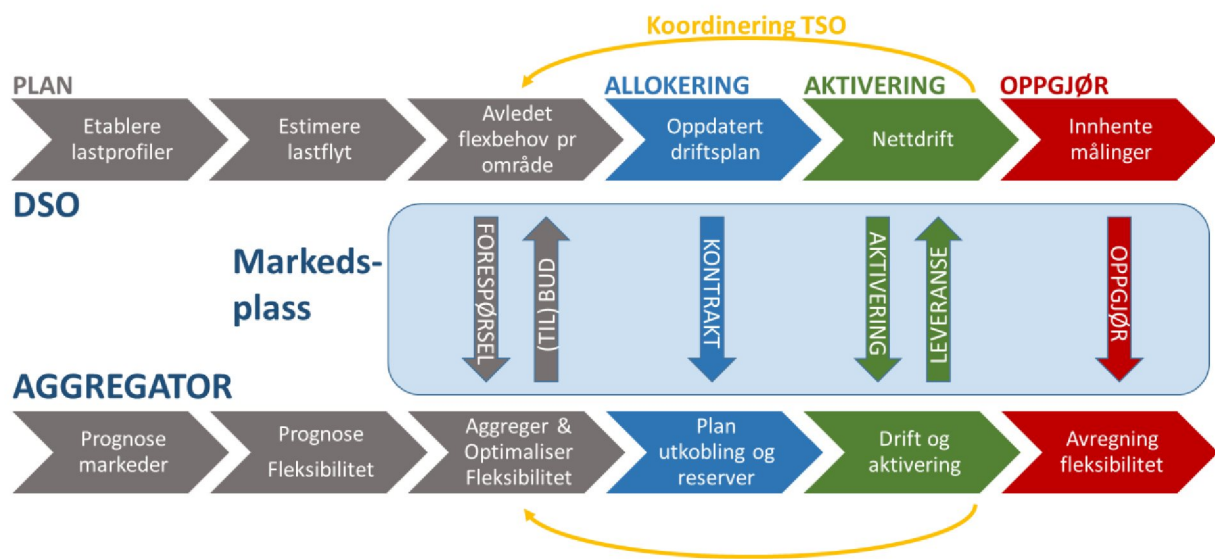 Koordinering TSO
PLAN
ALLOKERING
AKTIVERING
OPPGJØR
Etablere
lastprofiler
Estimere
lastflyt
Avledet
flexbehov pr
område
Oppdatert
driftsplan
Nettdrift
Innhente
målinger
DSO
Markeds-
plass
FORESPØRSEL
(TIL) BUD
KONTRAKT
AKTIVERING
LEVERANSE
OPPGJØR
AGGREGATOR
Prognose
markeder
Prognose
Fleksibilitet
Aggreger &
Optimaliser
Fleksibilitet
Plan
utkobling og
reserver
Drift og
aktivering
Avregning
fleksibilitet